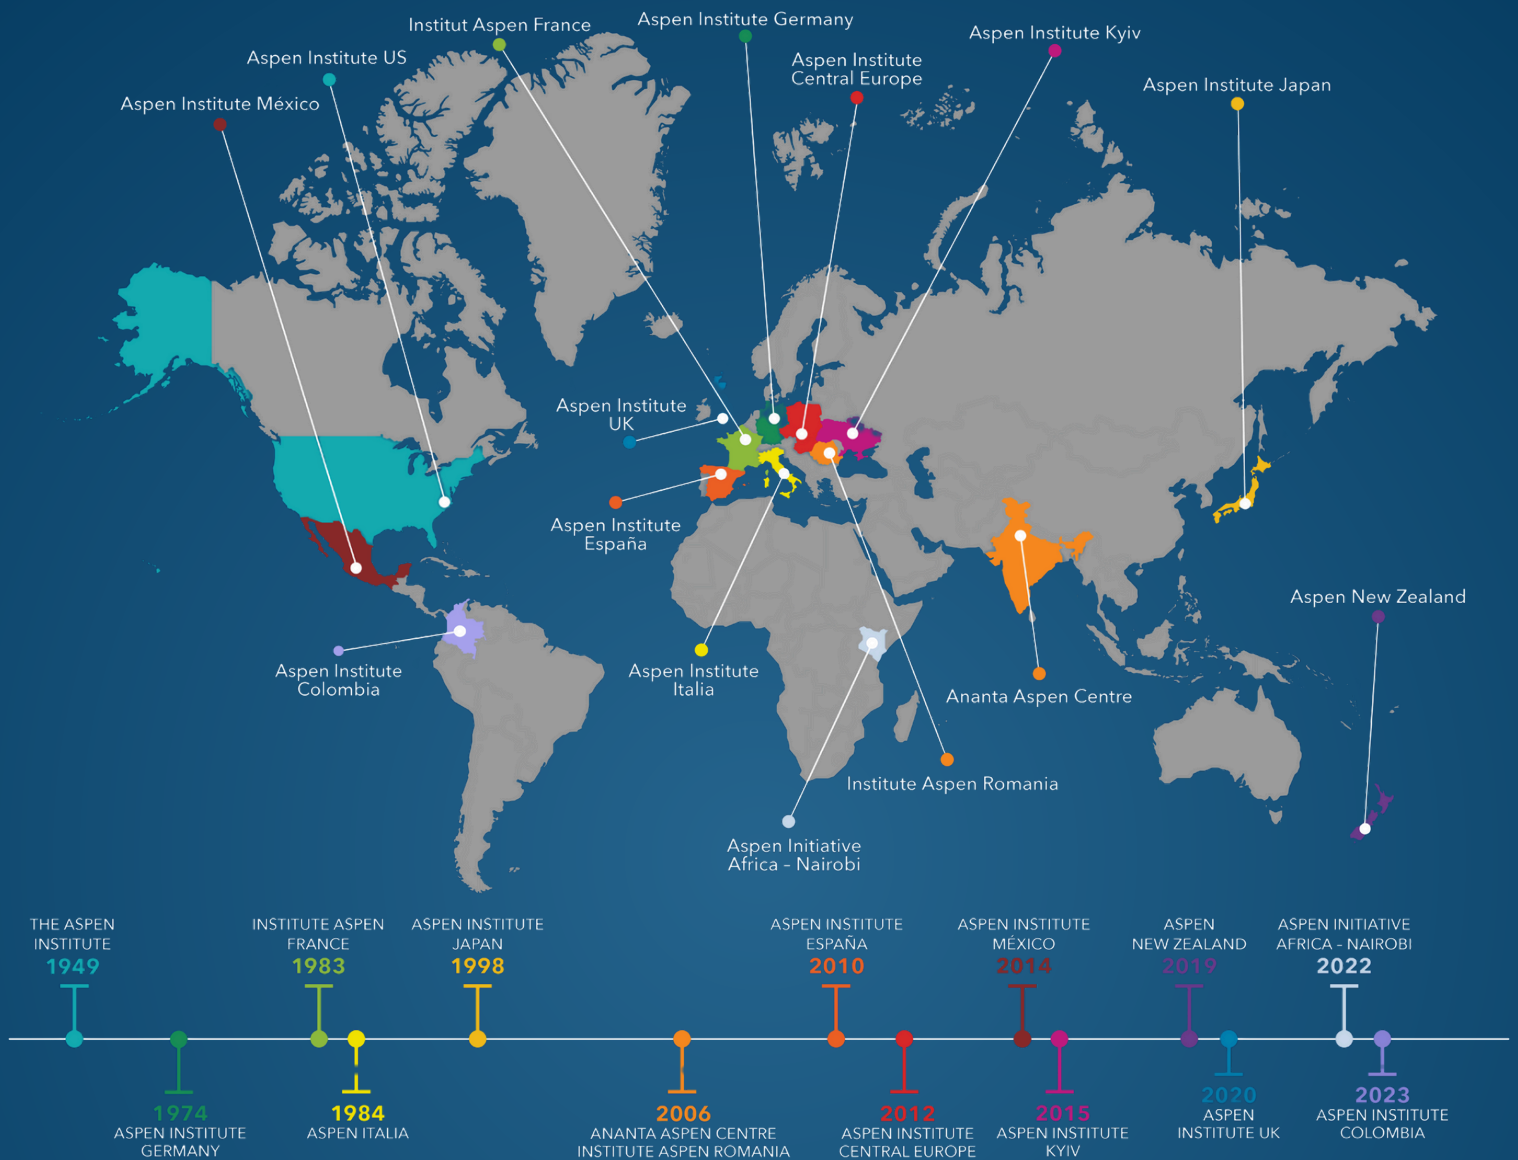 Institut Aspen France
Aspen Institute Germany
Aspen Institute Kyiv
Aspen Institute US
Aspen Institute
Central Europe
Aspen Institute Japan
Aspen Institute México
Aspen Institute
UK
Aspen Institute
España
Aspen New Zealand
Aspen Institute
Colombia
Aspen Institute
Italia
Ananta Aspen Centre
Institute Aspen Romania
Aspen Initiative
Africa – Nairobi
THE ASPEN
INSTITUTE
1949
INSTITUTE ASPEN
FRANCE
1983
ASPEN INSTITUTE
JAPAN
1998
ASPEN INSTITUTE
ESPAÑA
2010
ASPEN INSTITUTE
MÉXICO
2014
ASPEN
NEW ZEALAND
2019
ASPEN INITIATIVE
AFRICA – NAIROBI
2022
1974
ASPEN INSTITUTE
GERMANY
1984
ASPEN ITALIA
2006
ANANTA ASPEN CENTRE
INSTITUTE ASPEN ROMANIA
2012
ASPEN INSTITUTE
CENTRAL EUROPE
2015
ASPEN INSTITUTE
KYIV
2020
ASPEN
INSTITUTE UK
2023
ASPEN INSTITUTE
COLOMBIA